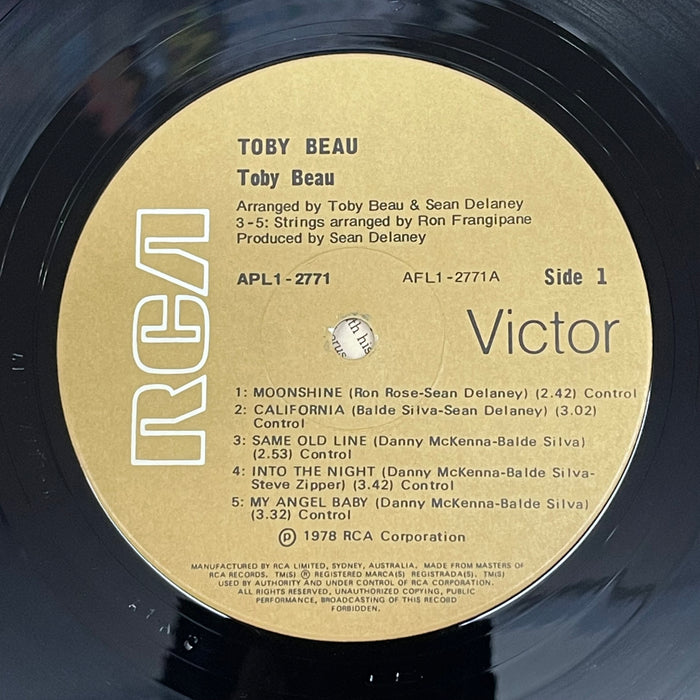 TOBY BEAU
Toby Beau
Arranged by Toby Beau & Sean Delaney
3-5: Strings arranged by Ron Frangipane
Produced by Sean Delaney
APL1-2771 AFL1-2771A Side 1
RCA
Victor
th his
orus
1: MOONSHINE (Ron Rose-Sean Delaney) (2.42) Control
2: CALIFORNIA (Balde Silva-Sean Delaney) (3.02)
Control
3: SAME OLD LINE (Danny McKenna-Balde Silva)
(2.53) Control
4: INTO THE NIGHT (Danny McKenna-Balde Silva-
Steve Zipper) (3.42) Control
5: MY ANGEL BABY (Danny McKenna-Balde Silva)
(3.32) Control
℗ 1978 RCA Corporation
MANUFACTURED BY RCA LIMITED, SYDNEY, AUSTRALIA. MADE FROM MASTERS OF
RCA RECORDS. TM(S) ® REGISTERED MARCA(S) REGISTRADA(S). TM(S)
USED BY AUTHORITY AND UNDER CONTROL OF RCA CORPORATION.
ALL RIGHTS RESERVED, UNAUTHORIZED COPYING, PUBLIC
PERFORMANCE, BROADCASTING OF THIS RECORD
FORBIDDEN.